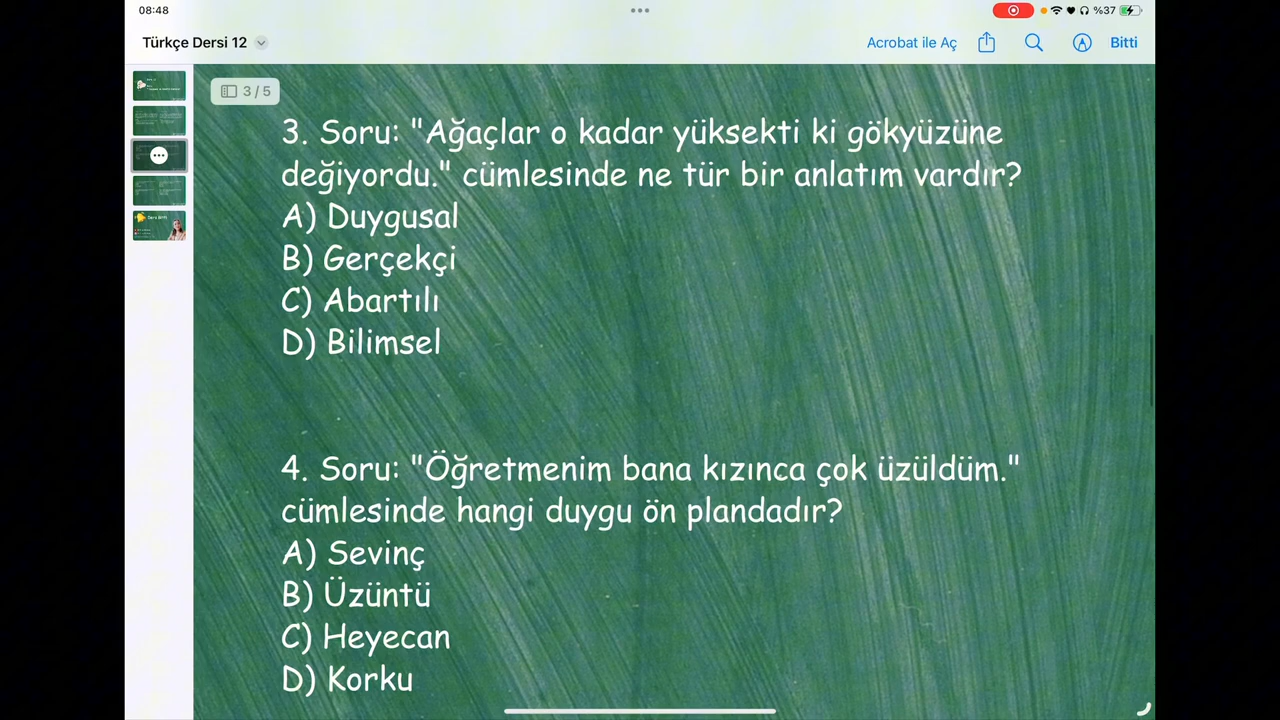 08:48
%37
Türkçe Dersi 12
Acrobat ile Aç
Bitti
3 / 5
3. Soru: "Ağaçlar o kadar yüksekti ki gökyüzüne
değiyordu." cümlesinde ne tür bir anlatım vardır?
A) Duygusal
B) Gerçekçi
C) Abartılı
D) Bilimsel
4. Soru: "Öğretmenim bana kızınca çok üzüldüm."
cümlesinde hangi duygu ön plandadır?
A) Sevinç
B) Üzüntü
C) Heyecan
D) Korku